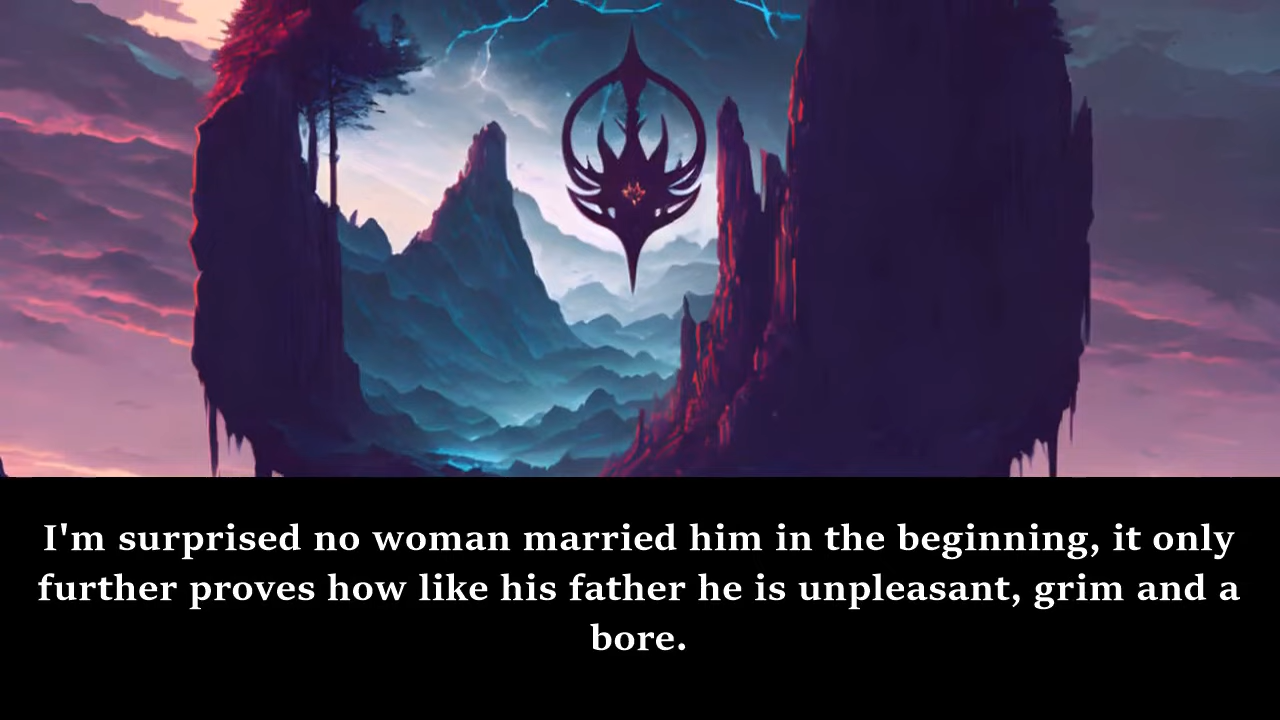 I'm surprised no woman married him in the beginning, it only
further proves how like his father he is unpleasant, grim and a
bore.